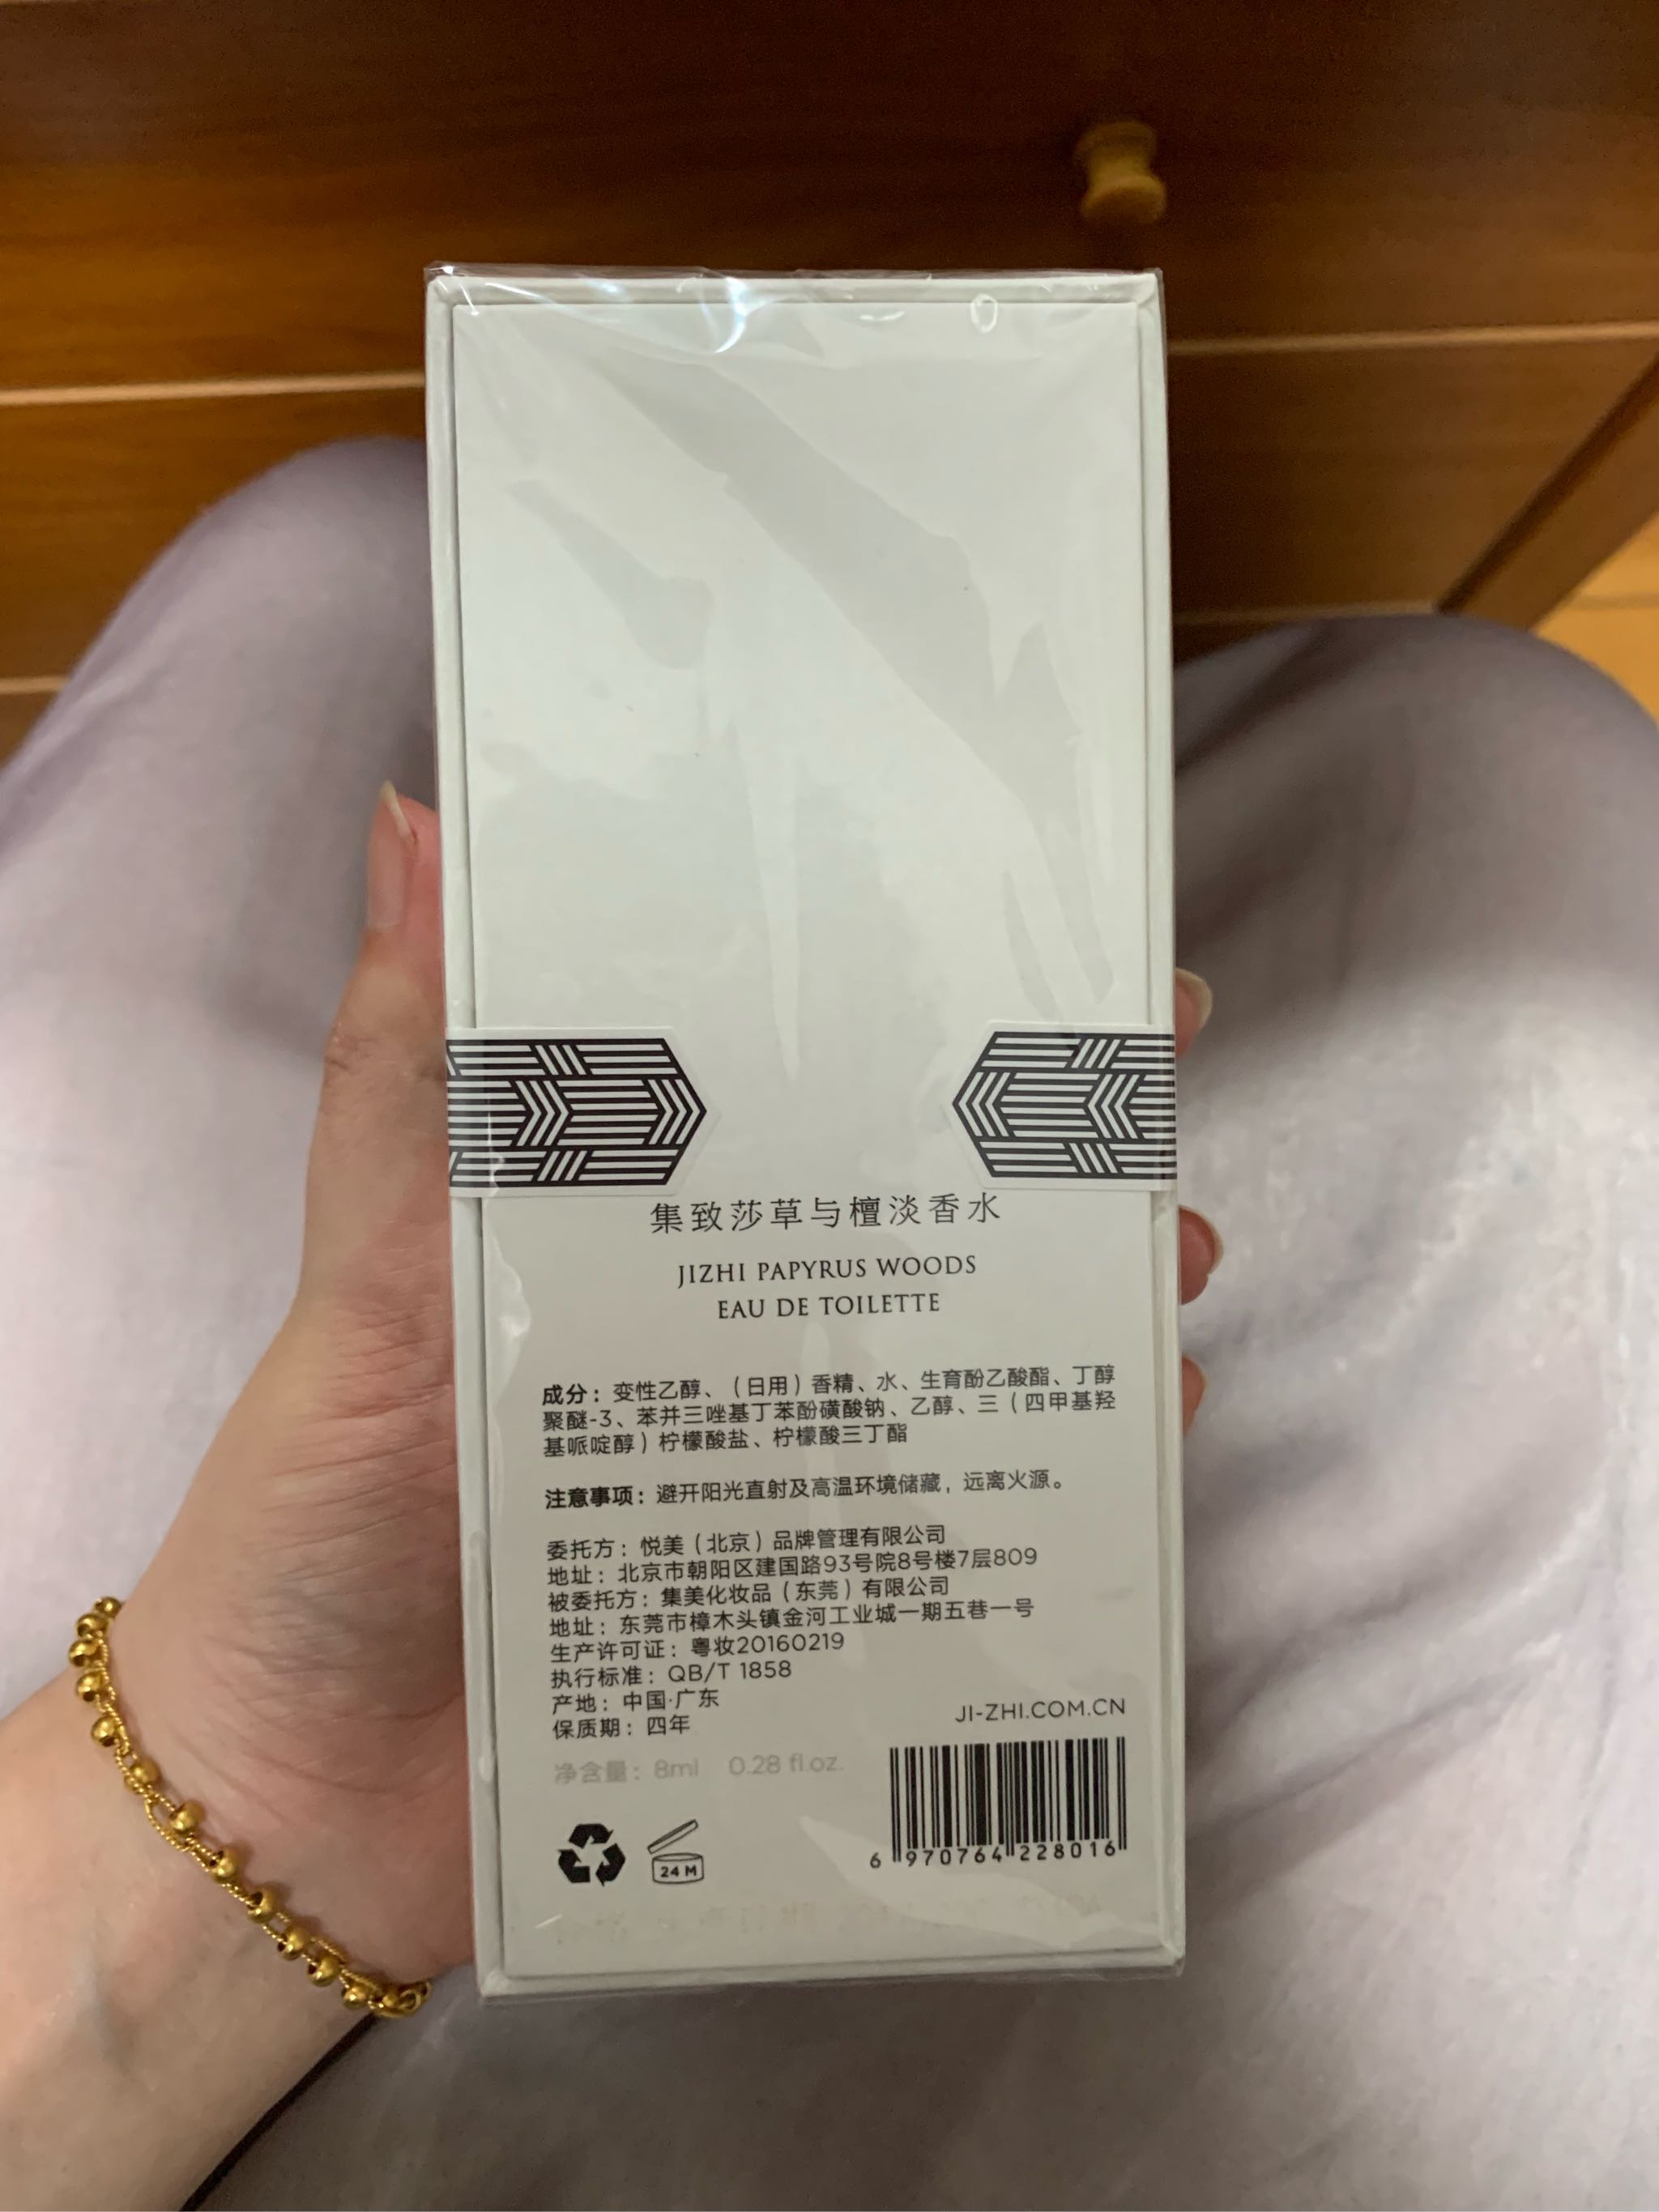 集致莎草与檀淡香水
JIZHI PAPYRUS WOODS
EAU DE TOILETTE
成分：变性乙醇、（日用）香精、水、生育酚乙酸酯、丁醇
聚醚-3、苯并三唑基丁苯酚磺酸钠、乙醇、三（四甲基羟
基哌啶醇）柠檬酸盐、柠檬酸三丁酯
注意事项：避开阳光直射及高温环境储藏，远离火源。
委托方：悦美（北京）品牌管理有限公司
地址：北京市朝阳区建国路93号院8号楼7层809
被委托方：集美化妆品（东莞）有限公司
地址：东莞市樟木头镇金河工业城一期五巷一号
生产许可证：粤妆20160219
执行标准：QB/T 1858
产地：中国·广东
保质期：四年
JI-ZHI.COM.CN
净含量：8ml 0.28 fl.oz.
24 M
6 970764 228016